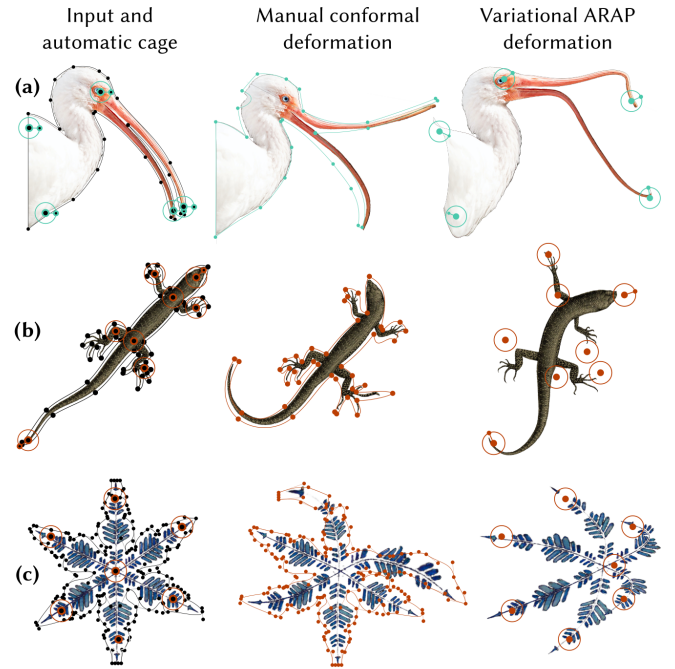 Input and
automatic cage
Manual conformal
deformation
Variational ARAP
deformation
(a)
(b)
(c)